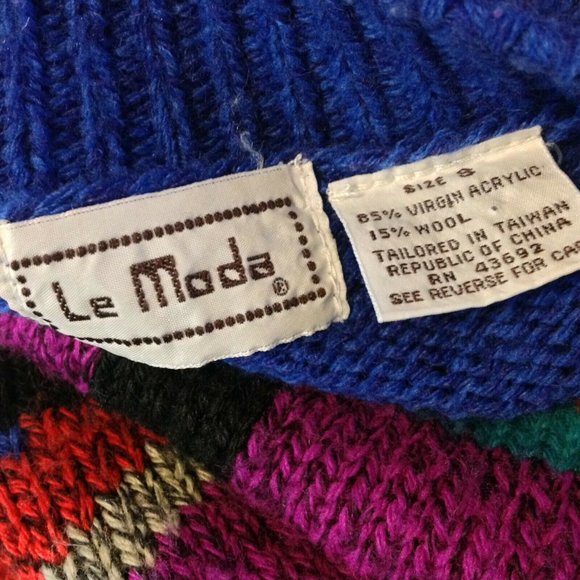 Le Moda®
SIZE S
85% VIRGIN ACRYLIC
15% WOOL
TAILORED IN TAIWAN
REPUBLIC OF CHINA
RN 43692
SEE REVERSE FOR CA